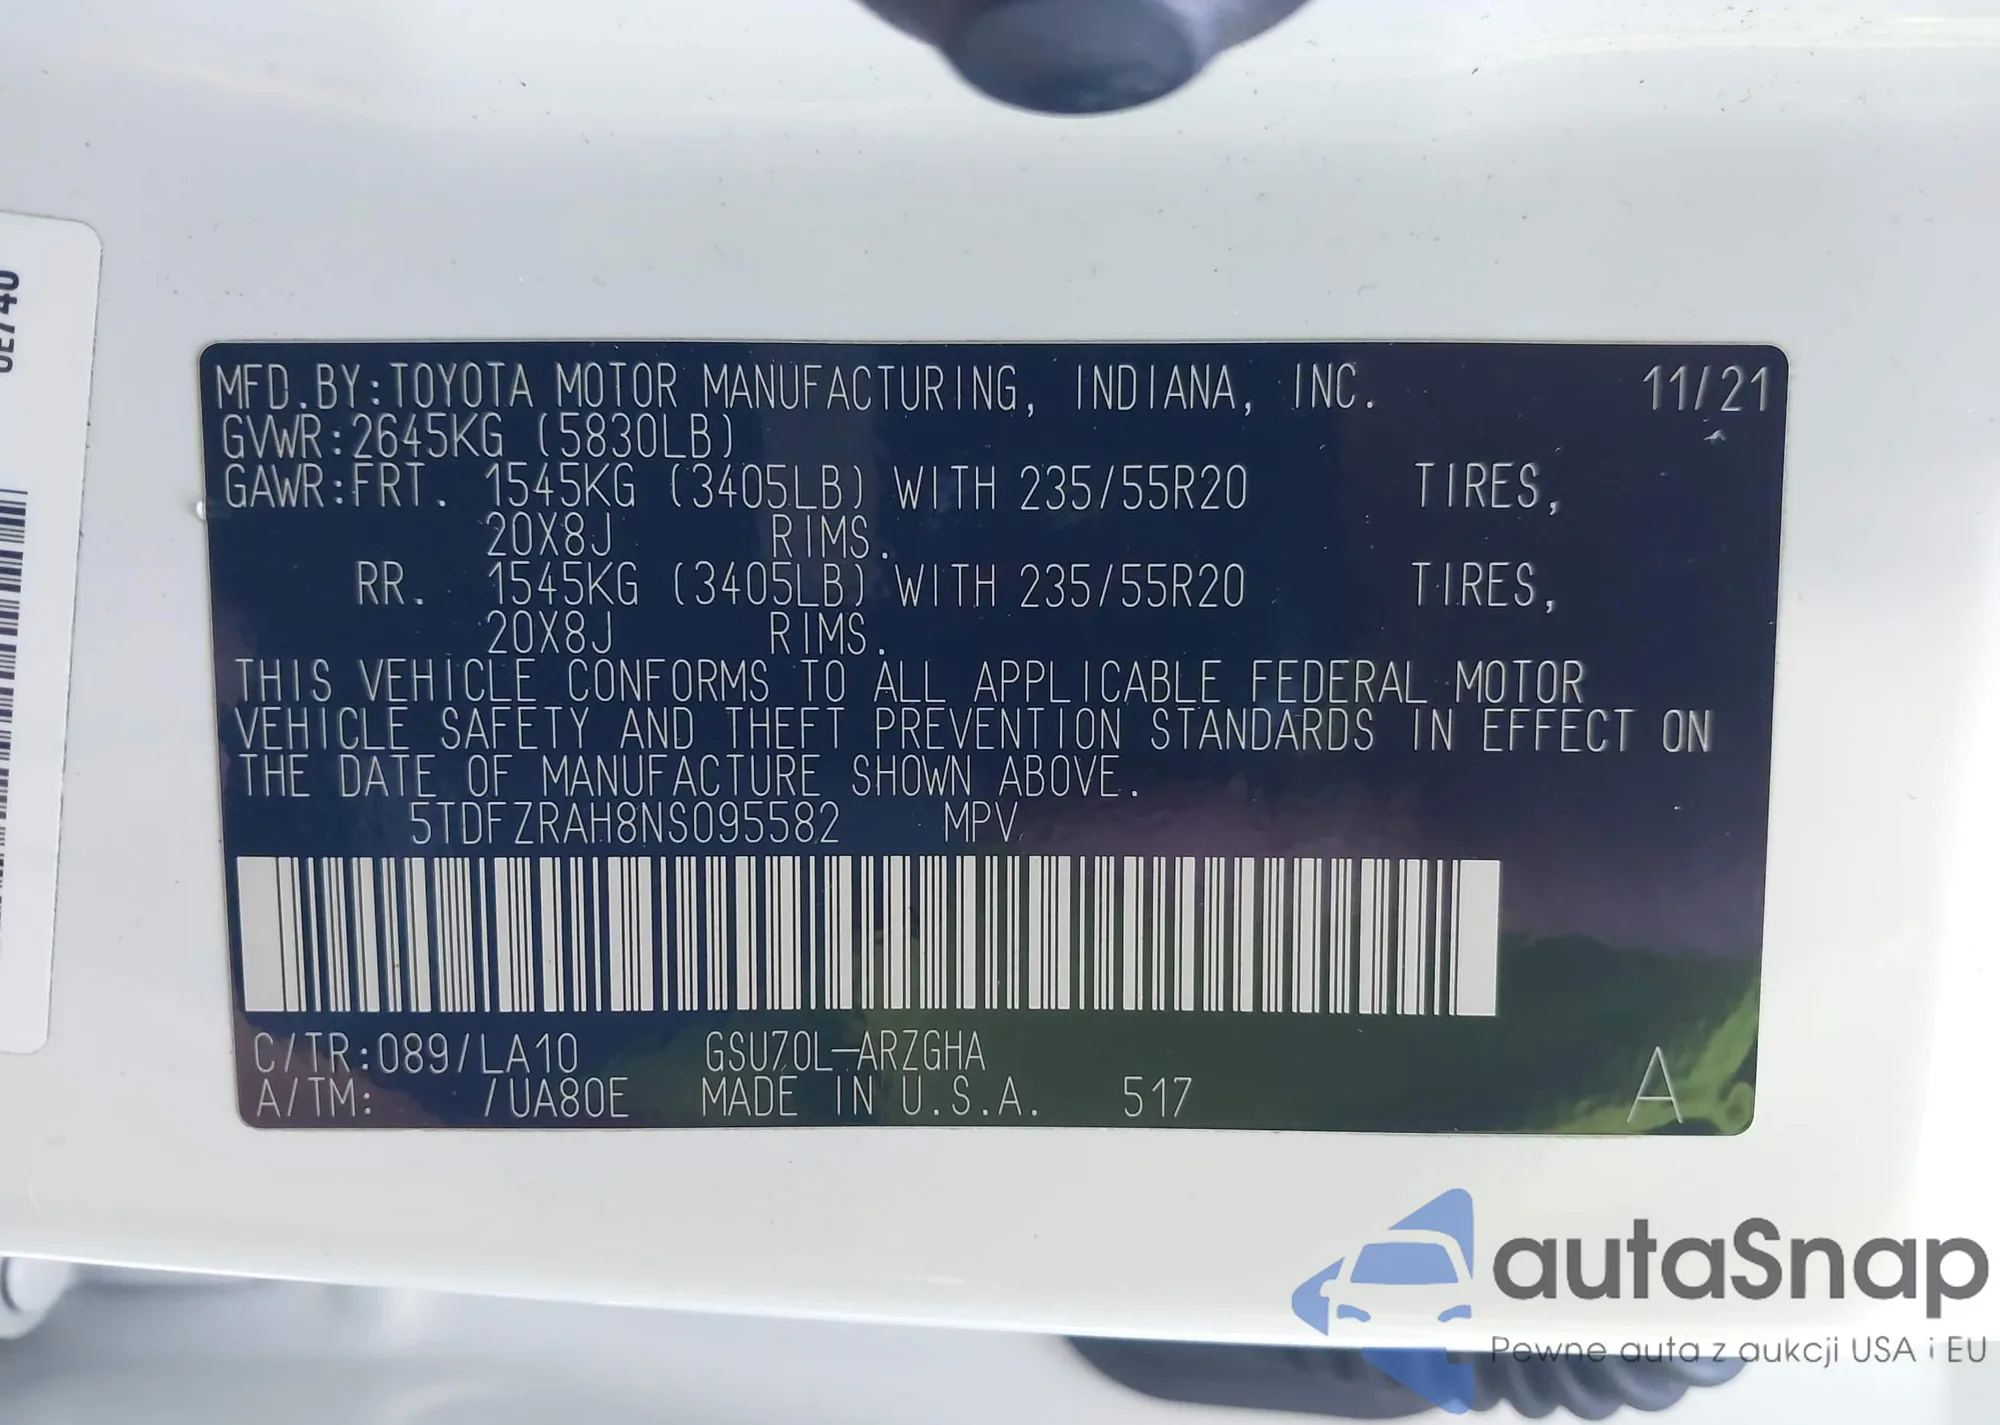 MFD.BY:TOYOTA MOTOR MANUFACTURING, INDIANA, INC. 11/21
GVWR:2645KG (5830LB)
GAWR:FRT. 1545KG (3405LB) WITH 235/55R20 TIRES,
20X8J RIMS.
RR. 1545KG (3405LB) WITH 235/55R20 TIRES,
20X8J RIMS.
THIS VEHICLE CONFORMS TO ALL APPLICABLE FEDERAL MOTOR
VEHICLE SAFETY AND THEFT PREVENTION STANDARDS IN EFFECT ON
THE DATE OF MANUFACTURE SHOWN ABOVE.
5TDFZRAH8NS095582 MPV
C/TR:089/LA10 GSU70L-ARZGHA
A/TM: /UA80E MADE IN U.S.A. 517 A
autaSnap
Pewne auta z aukcji USA i EU